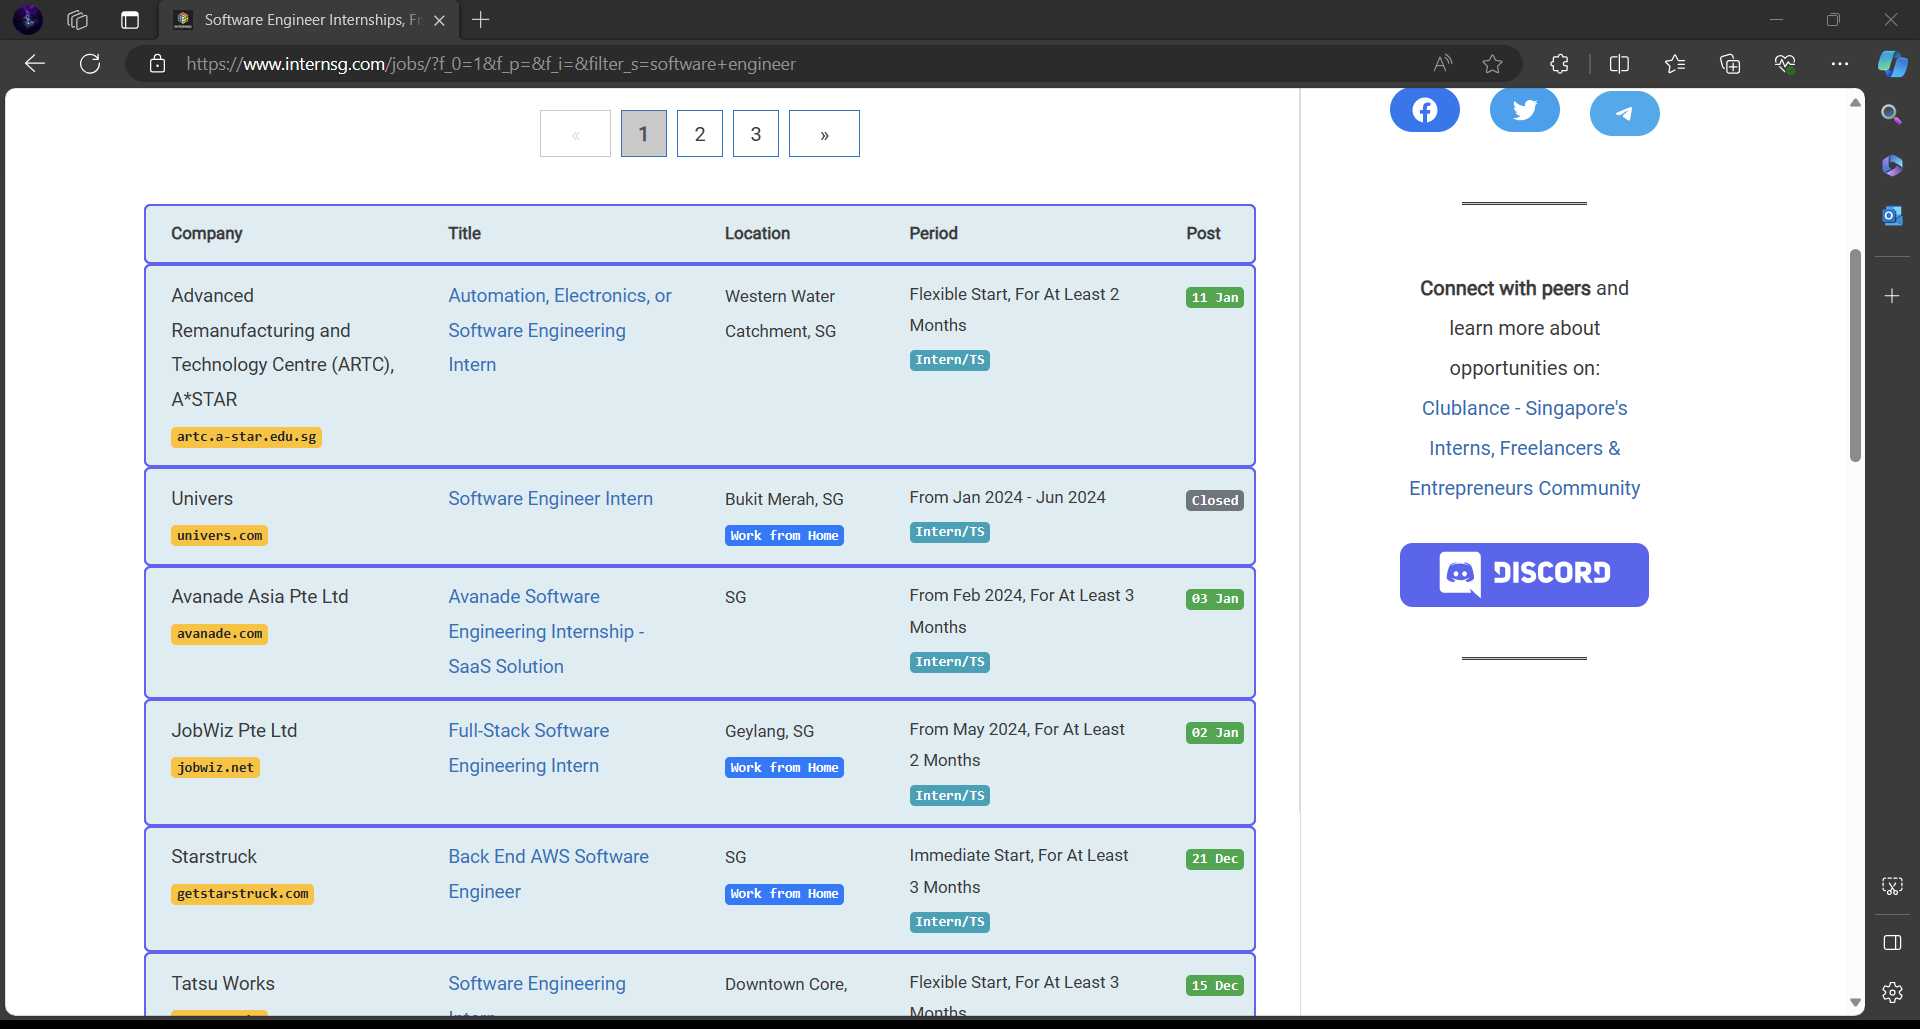 Software Engineer Internships, Fr
https://www.internsg.com/jobs/?f_0=1&f_p=&f_i=&filter_s=software+engineer
« 1 2 3 »
Company Title Location Period Post
Advanced
Remanufacturing and
Technology Centre (ARTC),
A*STAR
artc.a-star.edu.sg
Automation, Electronics, or
Software Engineering
Intern
Western Water
Catchment, SG
Flexible Start, For At Least 2
Months
Intern/TS
11 Jan
Univers
univers.com
Software Engineer Intern
Bukit Merah, SG
Work from Home
From Jan 2024 - Jun 2024
Intern/TS
Closed
Avanade Asia Pte Ltd
avanade.com
Avanade Software
Engineering Internship -
SaaS Solution
SG
From Feb 2024, For At Least 3
Months
Intern/TS
03 Jan
JobWiz Pte Ltd
jobwiz.net
Full-Stack Software
Engineering Intern
Geylang, SG
Work from Home
From May 2024, For At Least
2 Months
Intern/TS
02 Jan
Starstruck
getstarstruck.com
Back End AWS Software
Engineer
SG
Work from Home
Immediate Start, For At Least
3 Months
Intern/TS
21 Dec
Tatsu Works
Software Engineering
Intern
Downtown Core,
Flexible Start, For At Least 3
Months
15 Dec
Connect with peers and
learn more about
opportunities on:
Clublance - Singapore's
Interns, Freelancers &
Entrepreneurs Community
DISCORD